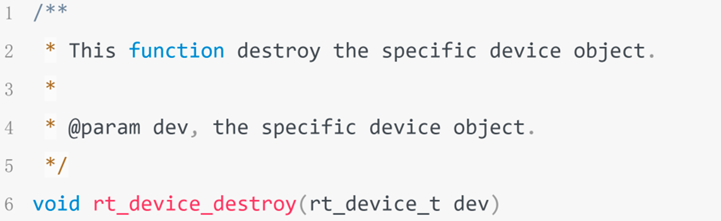 1 /**
2  * This function destroy the specific device object.
3  *
4  * @param dev, the specific device object.
5  */
6 void rt_device_destroy(rt_device_t dev)